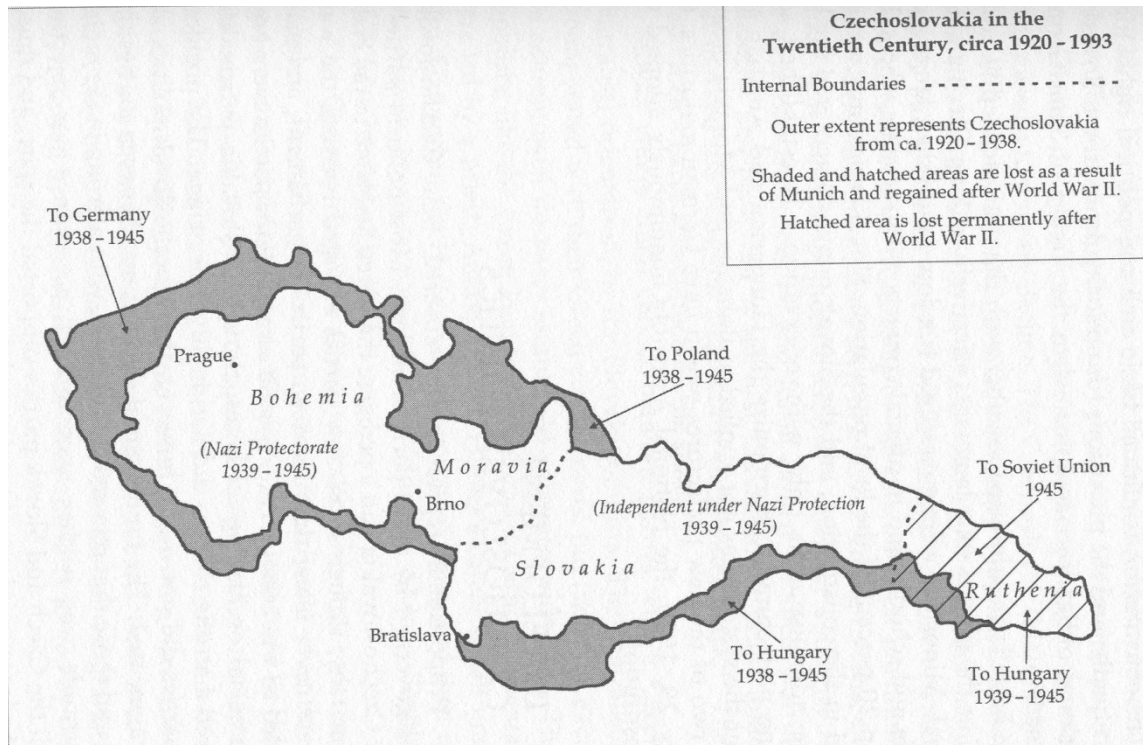 Czechoslovakia in the
Twentieth Century, circa 1920 – 1993
Internal Boundaries
Outer extent represents Czechoslovakia
from ca. 1920 – 1938.
Shaded and hatched areas are lost as a result
of Munich and regained after World War II.
Hatched area is lost permanently after
World War II.
To Germany
1938 – 1945
Prague
Bohemia
(Nazi Protectorate
1939 – 1945)
Moravia
Brno
To Poland
1938 – 1945
(Independent under Nazi Protection
1939 – 1945)
Slovakia
Bratislava
To Soviet Union
1945
Ruthenia
To Hungary
1938 – 1945
To Hungary
1939 – 1945